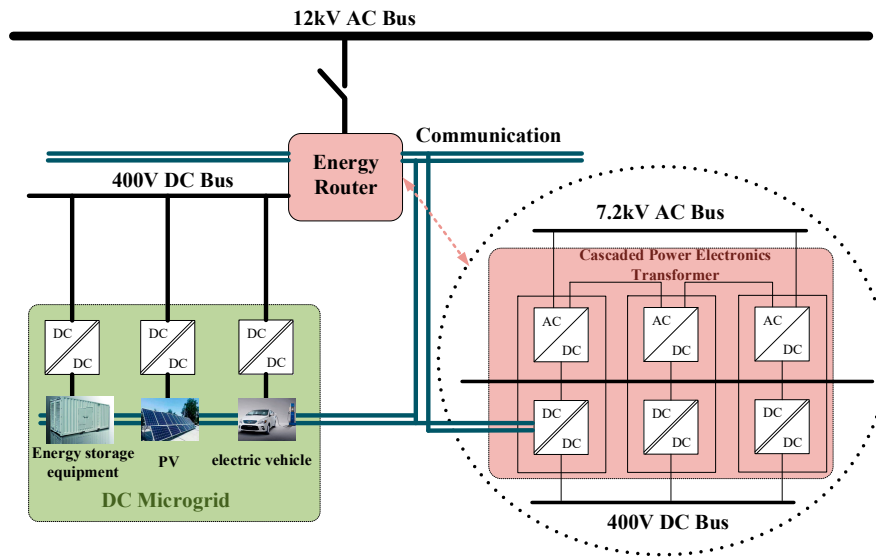 12kV AC Bus
Communication
Energy
Router
400V DC Bus
7.2kV AC Bus
Cascaded Power Electronics
Transformer
DC
DC
DC
DC
DC
DC
AC
DC
AC
DC
AC
DC
DC
DC
DC
DC
DC
DC
Energy storage
equipment
PV
electric vehicle
DC Microgrid
400V DC Bus